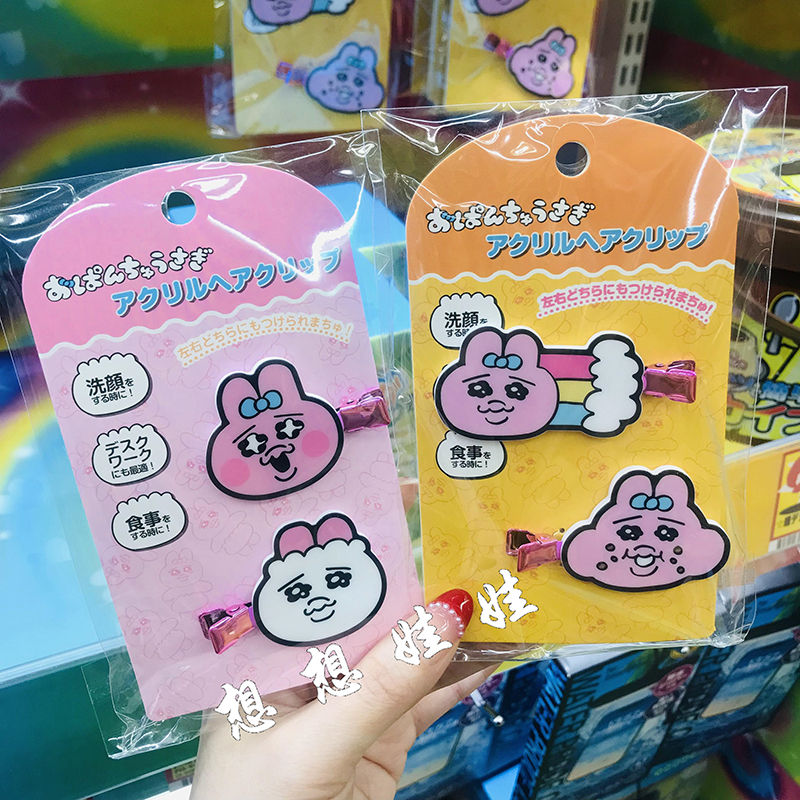 おぱんちゅうさぎ
アクリルヘアクリップ
左右どちらにもつけられまちゅ!
洗顔を
する時に!
デスク
ワーク
にも最適!
食事を
する時に!
おぱんちゅうさぎ
アクリルヘアクリップ
左右どちらにもつけられまちゅ!
洗顔を
する時
食事を
する時に!
想想娃娃